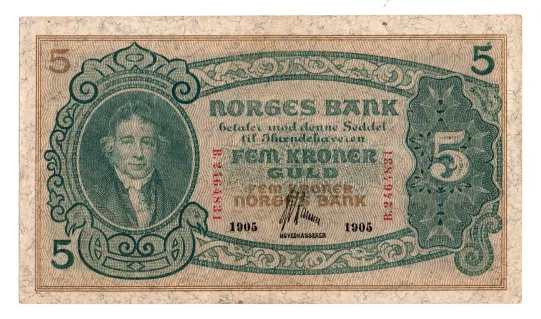 5
5
NORGES BANK
betaler mod denne Seddel
til Ihændehaveren
FEM KRONER
GULD
B.2464831
B.2464831
FEM KRONER
NORGES BANK
5
1905
1905
HOVEDKASSERER
5